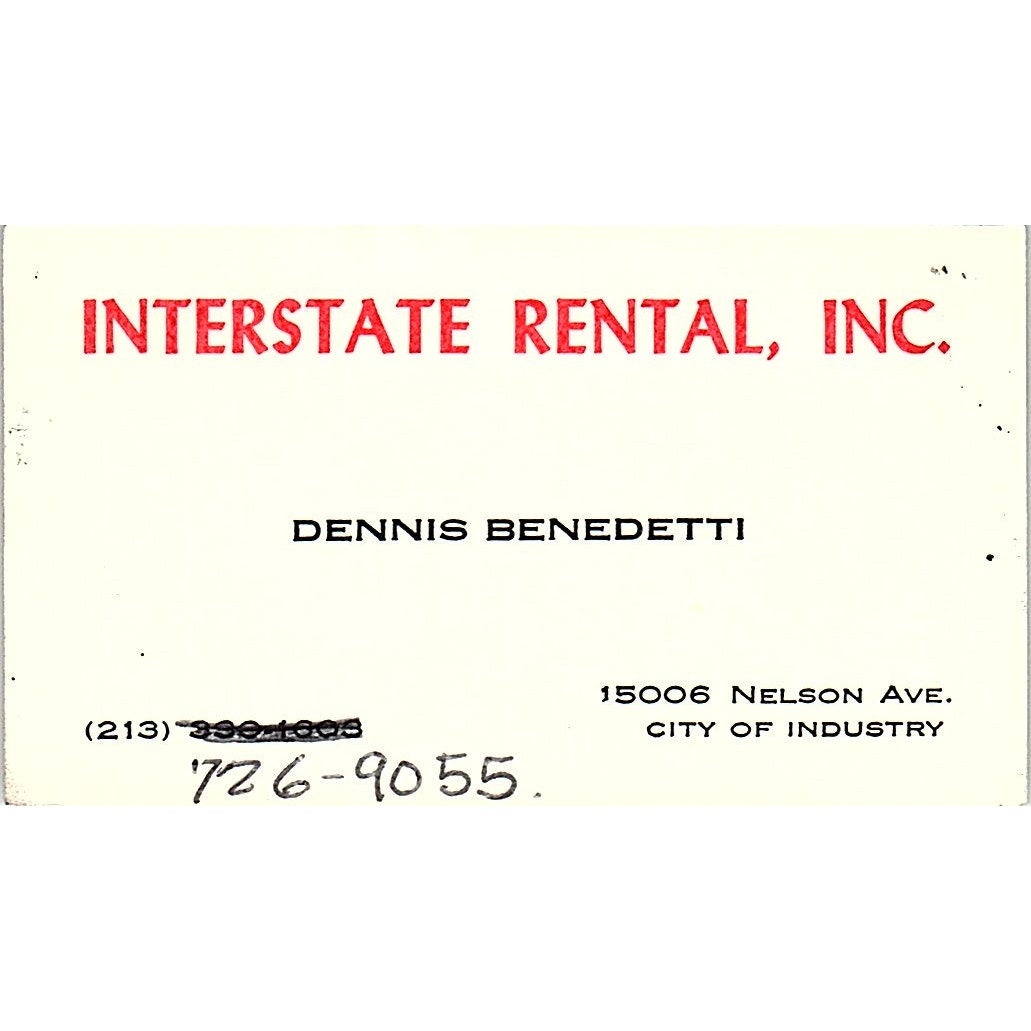 INTERSTATE RENTAL, INC.
DENNIS BENEDETTI
15006 NELSON AVE.
CITY OF INDUSTRY
(213)
726-9055.